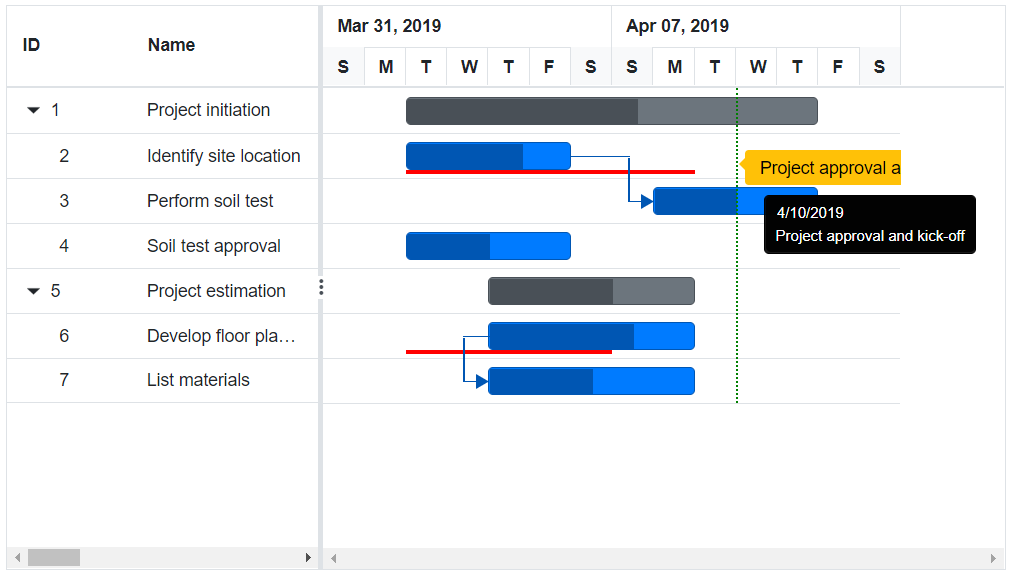 ID Name Mar 31, 2019 Apr 07, 2019
S M T W T F S S M T W T F S
1 Project initiation
2 Identify site location
Project approval a
3 Perform soil test
4/10/2019
Project approval and kick-off
4 Soil test approval
5 Project estimation
6 Develop floor pla…
7 List materials